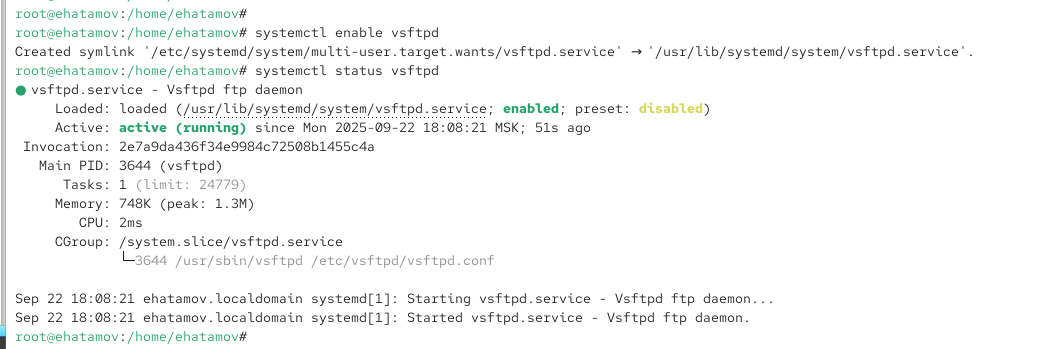 root@ehatamov:/home/ehatamov#
root@ehatamov:/home/ehatamov# systemctl enable vsftpd
Created symlink '/etc/systemd/system/multi-user.target.wants/vsftpd.service' → '/usr/lib/systemd/system/vsftpd.service'.
root@ehatamov:/home/ehatamov# systemctl status vsftpd
● vsftpd.service - Vsftpd ftp daemon
Loaded: loaded (/usr/lib/systemd/system/vsftpd.service; enabled; preset: disabled)
Active: active (running) since Mon 2025-09-22 18:08:21 MSK; 51s ago
Invocation: 2e7a9da436f34e9984c72508b1455c4a
Main PID: 3644 (vsftpd)
Tasks: 1 (limit: 24779)
Memory: 748K (peak: 1.3M)
CPU: 2ms
CGroup: /system.slice/vsftpd.service
└─3644 /usr/sbin/vsftpd /etc/vsftpd/vsftpd.conf
Sep 22 18:08:21 ehatamov.localdomain systemd[1]: Starting vsftpd.service - Vsftpd ftp daemon...
Sep 22 18:08:21 ehatamov.localdomain systemd[1]: Started vsftpd.service - Vsftpd ftp daemon.
root@ehatamov:/home/ehatamov#